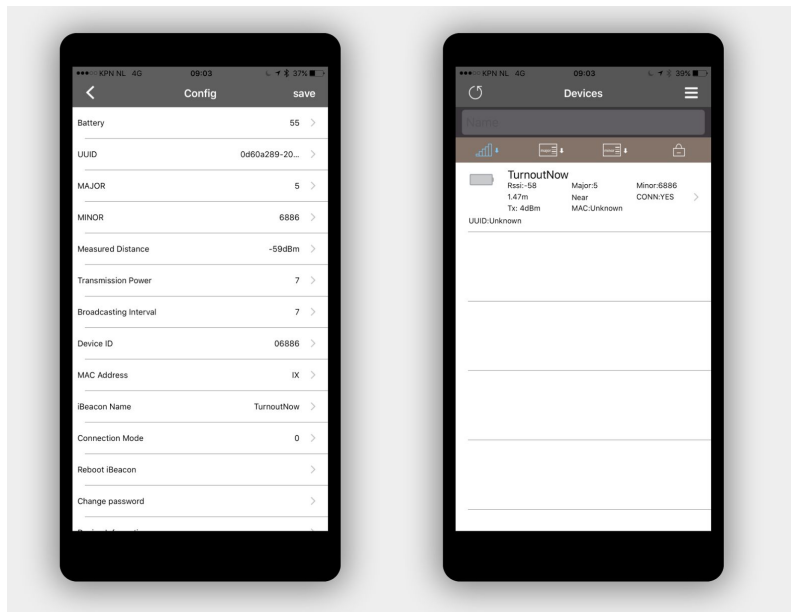 KPN NL 4G 09:03 37%
Config save
Battery 55
UUID 0d60a289-20...
MAJOR 5
MINOR 6886
Measured Distance -59dBm
Transmission Power 7
Broadcasting Interval 7
Device ID 06886
MAC Address IX
iBeacon Name TurnoutNow
Connection Mode 0
Reboot iBeacon
Change password
KPN NL 4G 09:03 39%
Devices
Name
TurnoutNow
Rssi:-58 Major:5 Minor:6886
1.47m Near CONN:YES
Tx: 4dBm MAC:Unknown
UUID:Unknown